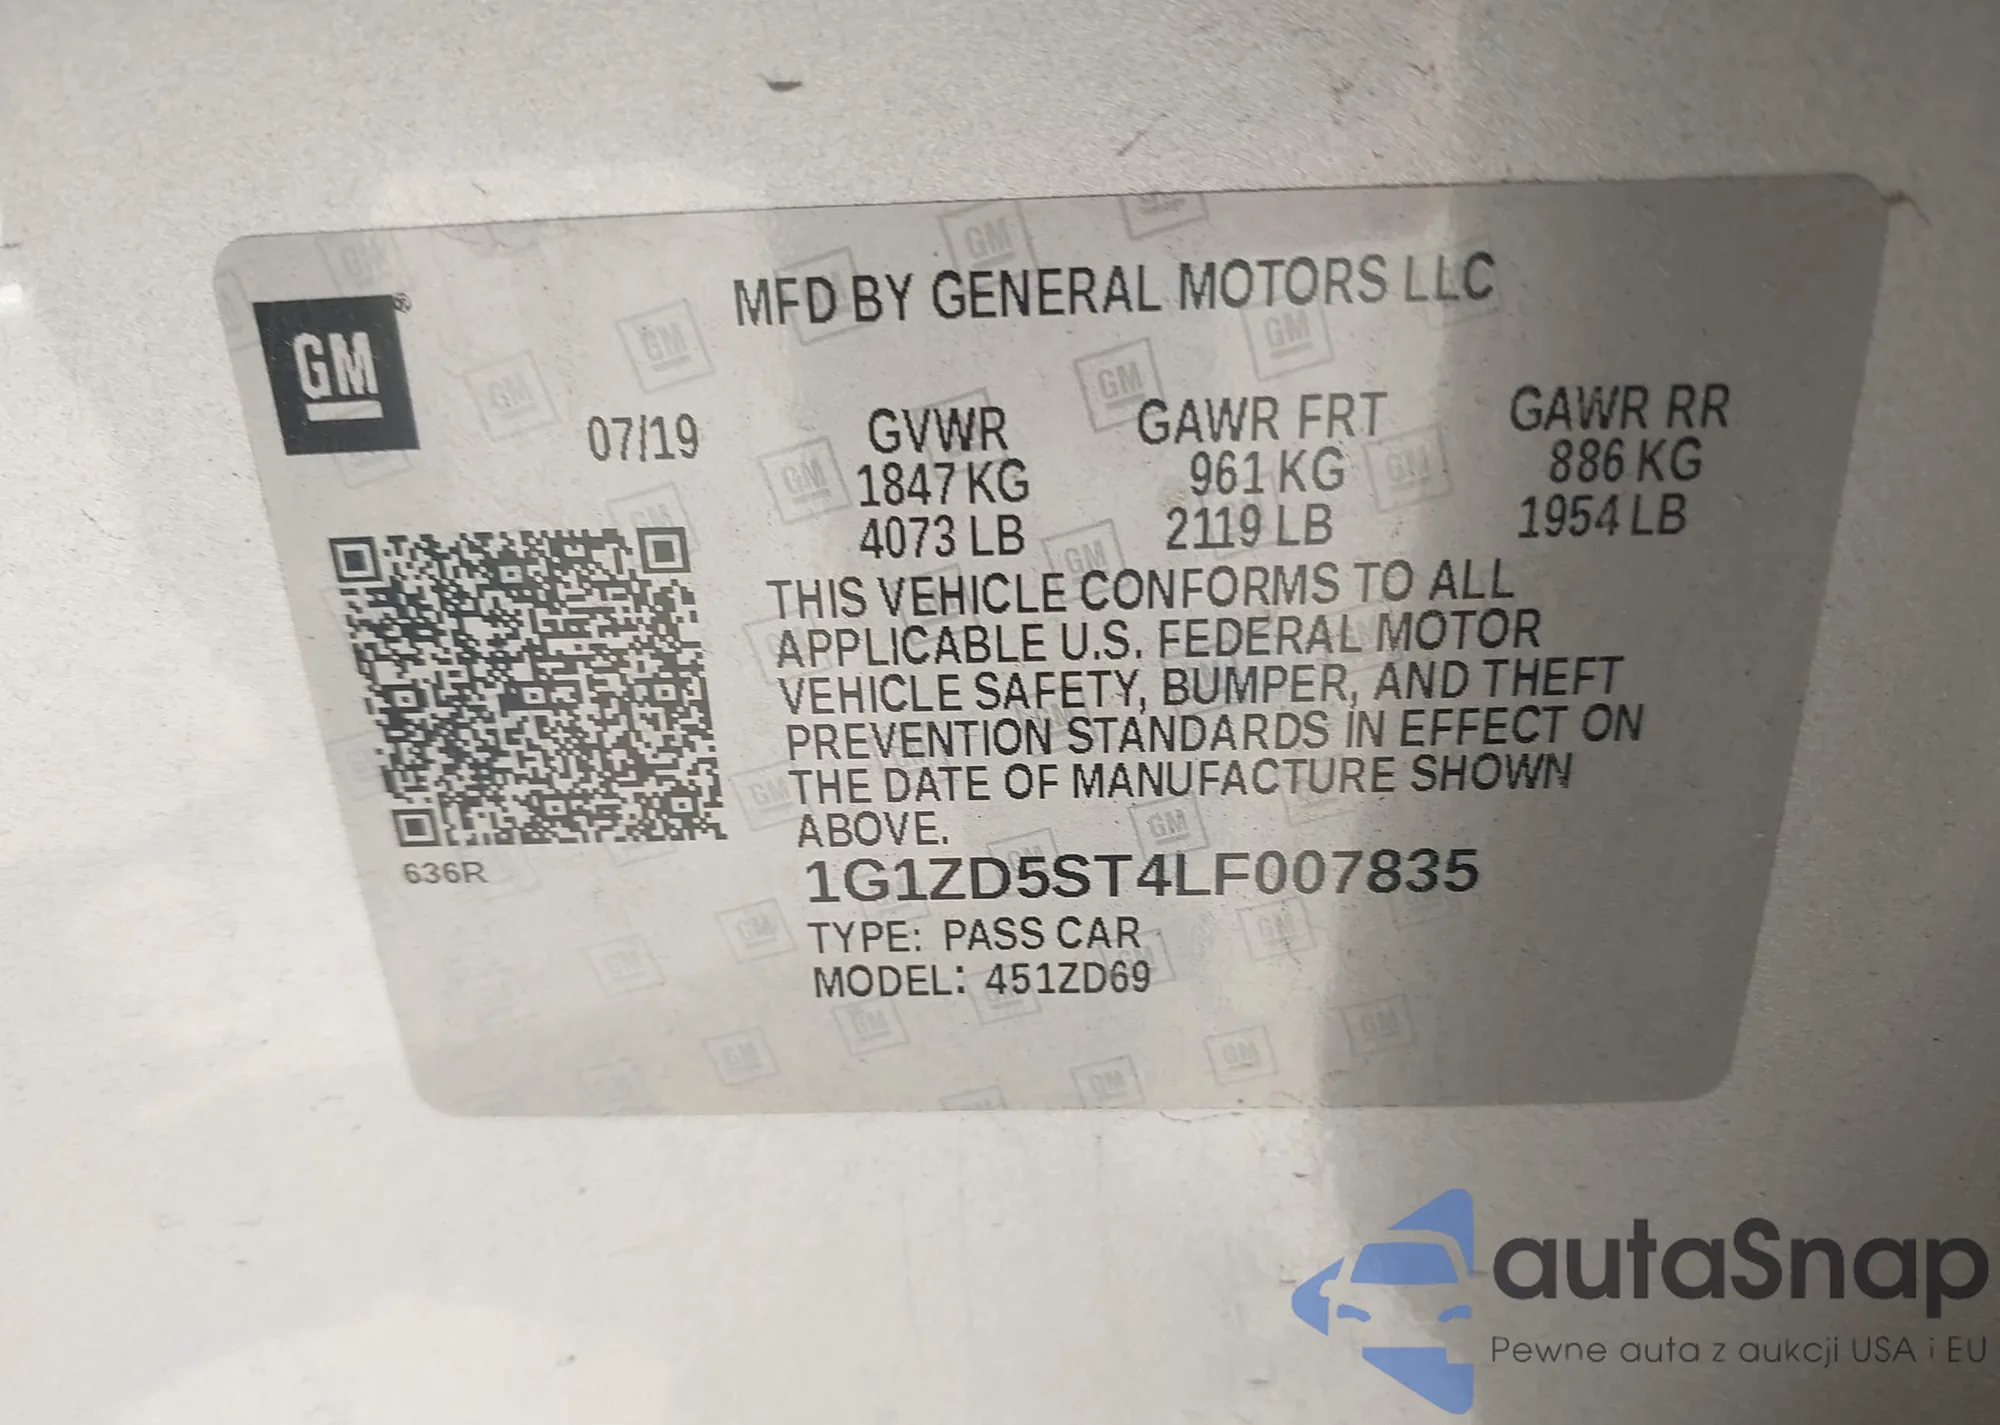 MFD BY GENERAL MOTORS LLC
GM®
07/19
GVWR
1847 KG
4073 LB
GAWR FRT
961 KG
2119 LB
GAWR RR
886 KG
1954 LB
THIS VEHICLE CONFORMS TO ALL
APPLICABLE U.S. FEDERAL MOTOR
VEHICLE SAFETY, BUMPER, AND THEFT
PREVENTION STANDARDS IN EFFECT ON
THE DATE OF MANUFACTURE SHOWN
ABOVE.
636R
1G1ZD5ST4LF007835
TYPE: PASS CAR
MODEL: 451ZD69
autaSnap
Pewne auta z aukcji USA i EU